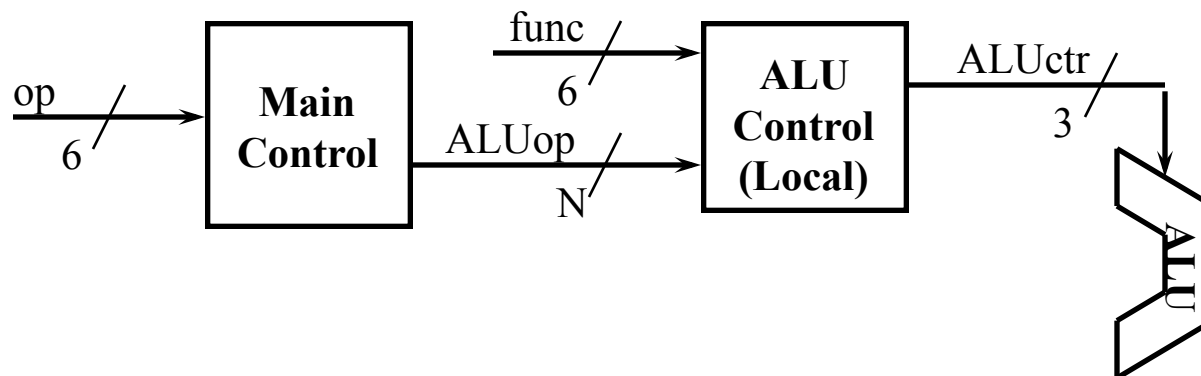 op
6
Main
Control
func
6
ALUop
N
ALU
Control
(Local)
ALUctr
3
ALU